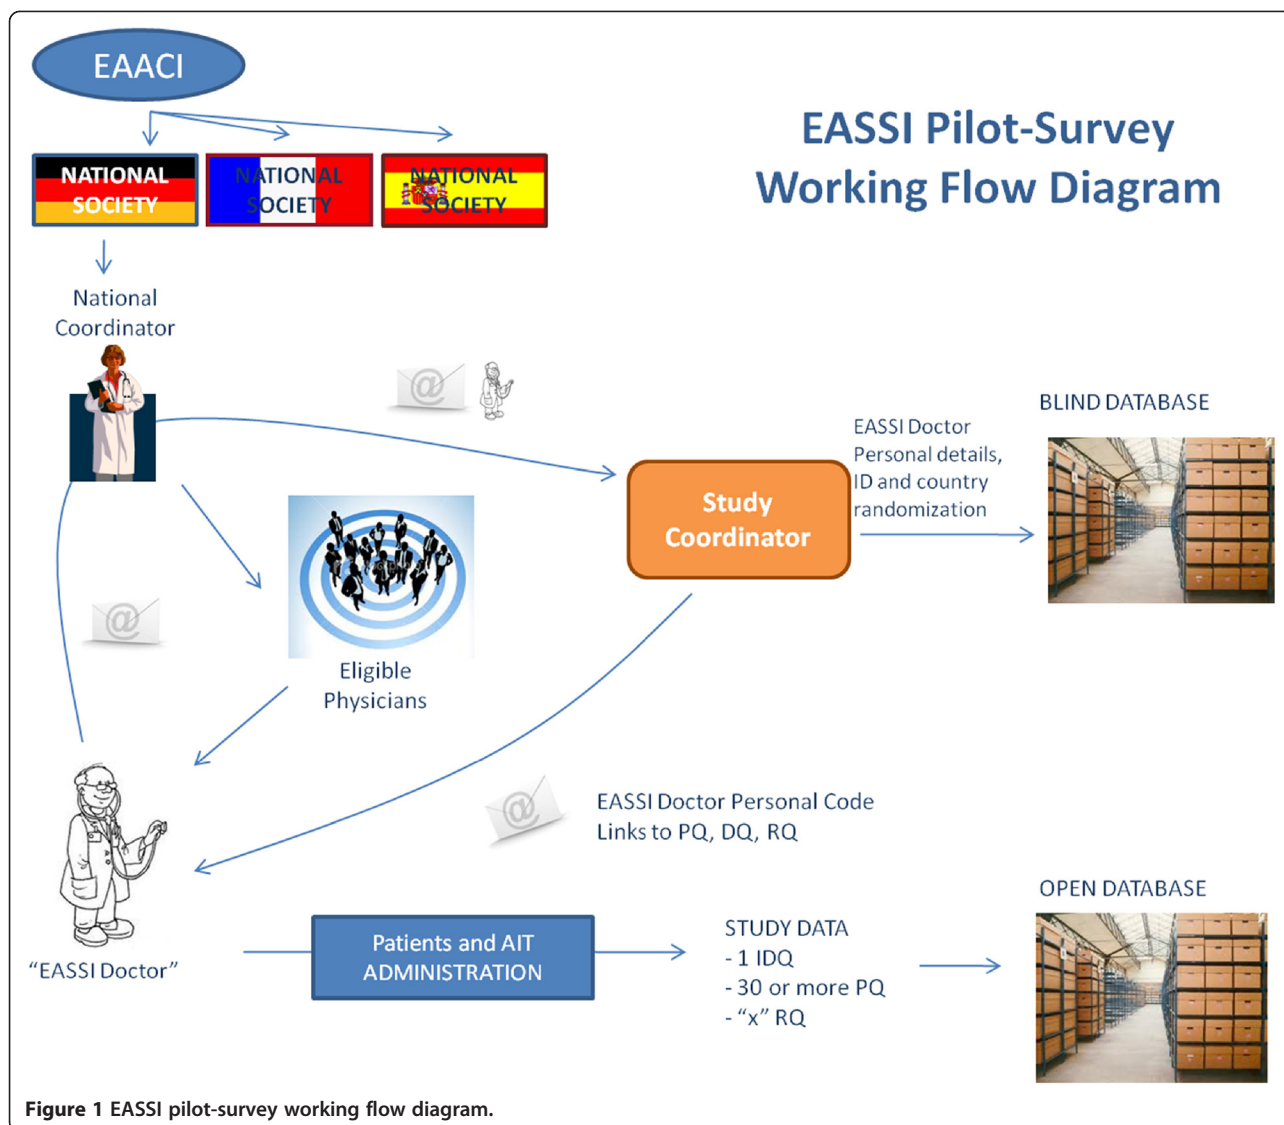 EAACI
EASSI Pilot-Survey
Working Flow Diagram
NATIONAL
SOCIETY
NATIONAL
SOCIETY
NATIONAL
SOCIETY
National
Coordinator
@
BLIND DATABASE
EASSI Doctor
Personal details,
ID and country
randomization
Study
Coordinator
@
Eligible
Physicians
@
EASSI Doctor Personal Code
Links to PQ, DQ, RQ
"EASSI Doctor"
Patients and AIT
ADMINISTRATION
STUDY DATA
- 1 IDQ
- 30 or more PQ
- "x" RQ
OPEN DATABASE
Figure 1 EASSI pilot-survey working flow diagram.